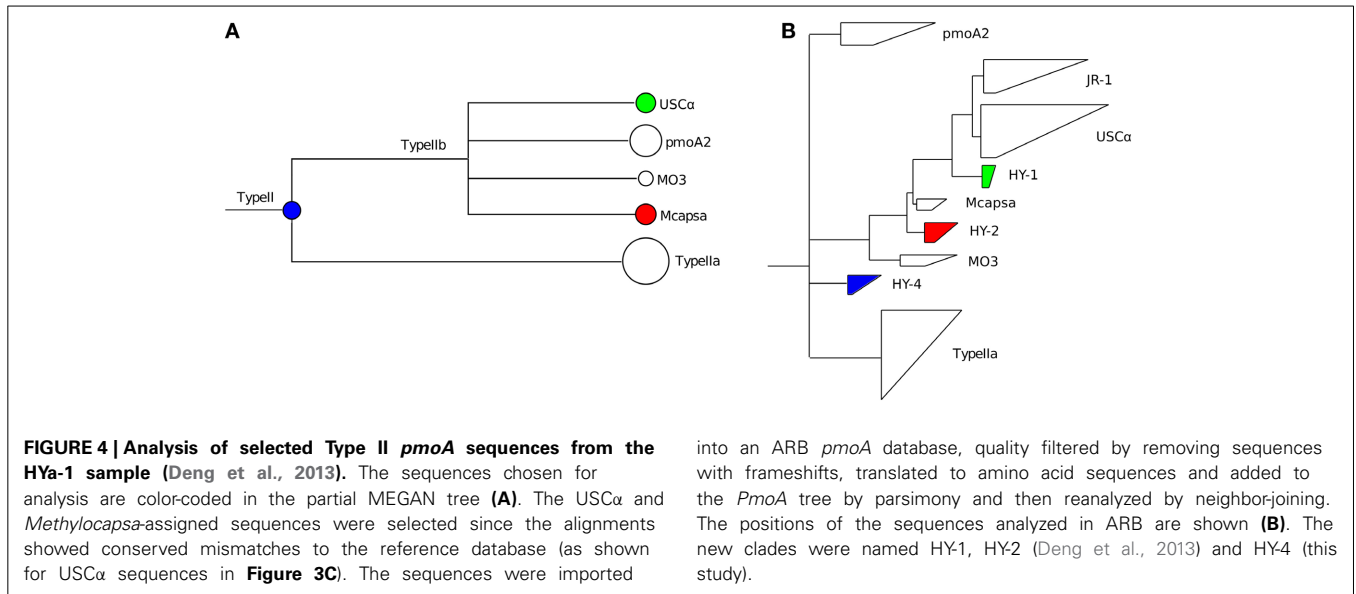 A
B
USCα
pmoA2
TypeIIb
MO3
TypeII
Mcapsa
TypeIIa
pmoA2
JR-1
USCα
HY-1
Mcapsa
HY-2
MO3
HY-4
TypeIIa
FIGURE 4 | Analysis of selected Type II pmoA sequences from the
HYa-1 sample (Deng et al., 2013). The sequences chosen for
analysis are color-coded in the partial MEGAN tree (A). The USCα and
Methylocapsa-assigned sequences were selected since the alignments
showed conserved mismatches to the reference database (as shown
for USCα sequences in Figure 3C). The sequences were imported
into an ARB pmoA database, quality filtered by removing sequences
with frameshifts, translated to amino acid sequences and added to
the PmoA tree by parsimony and then reanalyzed by neighbor-joining.
The positions of the sequences analyzed in ARB are shown (B). The
new clades were named HY-1, HY-2 (Deng et al., 2013) and HY-4 (this
study).